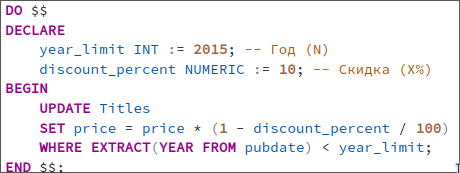 DO $$
DECLARE
    year_limit INT := 2015; -- Год (N)
    discount_percent NUMERIC := 10; -- Скидка (X%)
BEGIN
    UPDATE Titles
    SET price = price * (1 - discount_percent / 100)
    WHERE EXTRACT(YEAR FROM pubdate) < year_limit;
END $$;